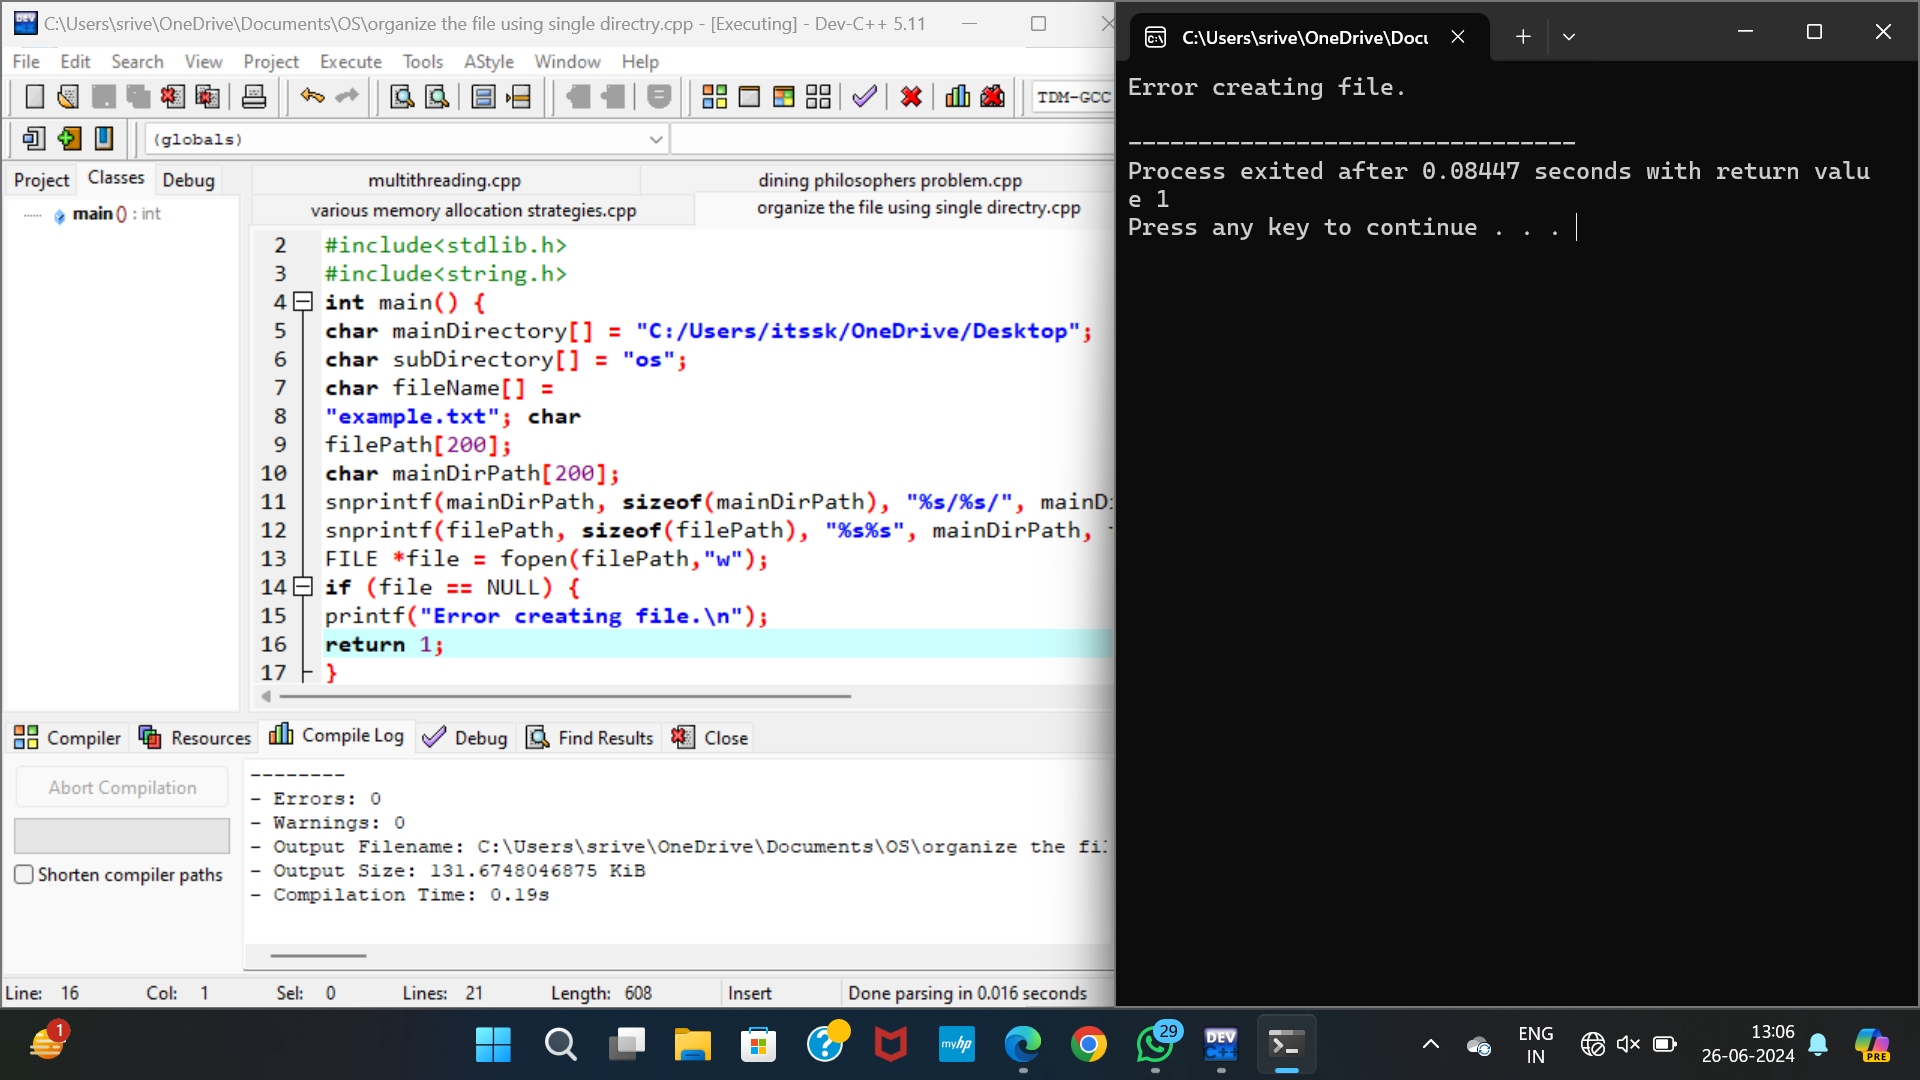 C:\Users\srive\OneDrive\Documents\OS\organize the file using single directry.cpp - [Executing] - Dev-C++ 5.11
File Edit Search View Project Execute Tools AStyle Window Help
TDM-GCC
(globals)
Project Classes Debug
main() : int
multithreading.cpp dining philosophers problem.cpp
various memory allocation strategies.cpp organize the file using single directry.cpp
2 #include<stdlib.h>
3 #include<string.h>
4 int main() {
5 char mainDirectory[] = "C:/Users/itssk/OneDrive/Desktop";
6 char subDirectory[] = "os";
7 char fileName[] =
8 "example.txt"; char
9 filePath[200];
10 char mainDirPath[200];
11 snprintf(mainDirPath, sizeof(mainDirPath), "%s/%s/", mainD
12 snprintf(filePath, sizeof(filePath), "%s%s", mainDirPath,
13 FILE *file = fopen(filePath,"w");
14 if (file == NULL) {
15 printf("Error creating file.\n");
16 return 1;
17 }
Compiler Resources Compile Log Debug Find Results Close
Abort Compilation
Shorten compiler paths
--------
- Errors: 0
- Warnings: 0
- Output Filename: C:\Users\srive\OneDrive\Documents\OS\organize the fil
- Output Size: 131.6748046875 KiB
- Compilation Time: 0.19s
Line: 16 Col: 1 Sel: 0 Lines: 21 Length: 608 Insert Done parsing in 0.016 seconds
C:\Users\srive\OneDrive\Docu
Error creating file.
--------------------------------
Process exited after 0.08447 seconds with return valu
e 1
Press any key to continue . . .
1
myhp
29
DEV
C++
ENG
IN
13:06
26-06-2024
PRE